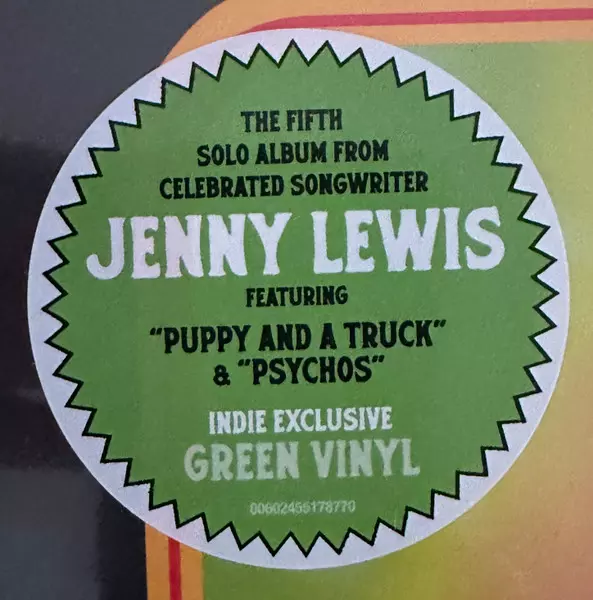 THE FIFTH
SOLO ALBUM FROM
CELEBRATED SONGWRITER
JENNY LEWIS
FEATURING
"PUPPY AND A TRUCK"
& "PSYCHOS"
INDIE EXCLUSIVE
GREEN VINYL
00602455178770